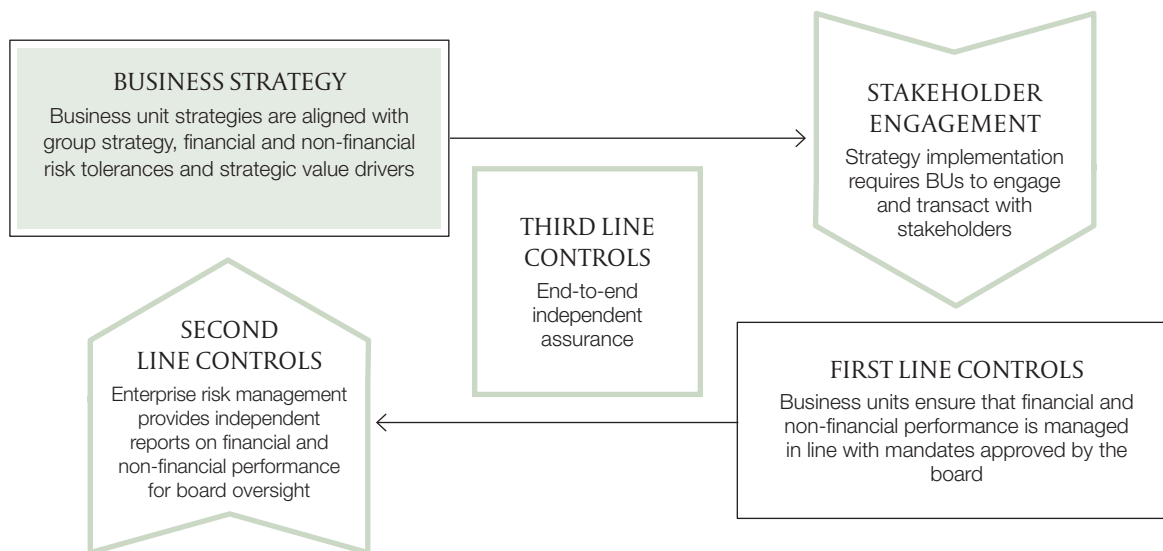 BUSINESS STRATEGY
Business unit strategies are aligned with
group strategy, financial and non-financial
risk tolerances and strategic value drivers
STAKEHOLDER
ENGAGEMENT
Strategy implementation
requires BUs to engage
and transact with
stakeholders
THIRD LINE
CONTROLS
End-to-end
independent
assurance
SECOND
LINE CONTROLS
Enterprise risk management
provides independent
reports on financial and
non-financial performance
for board oversight
FIRST LINE CONTROLS
Business units ensure that financial and
non-financial performance is managed
in line with mandates approved by the
board